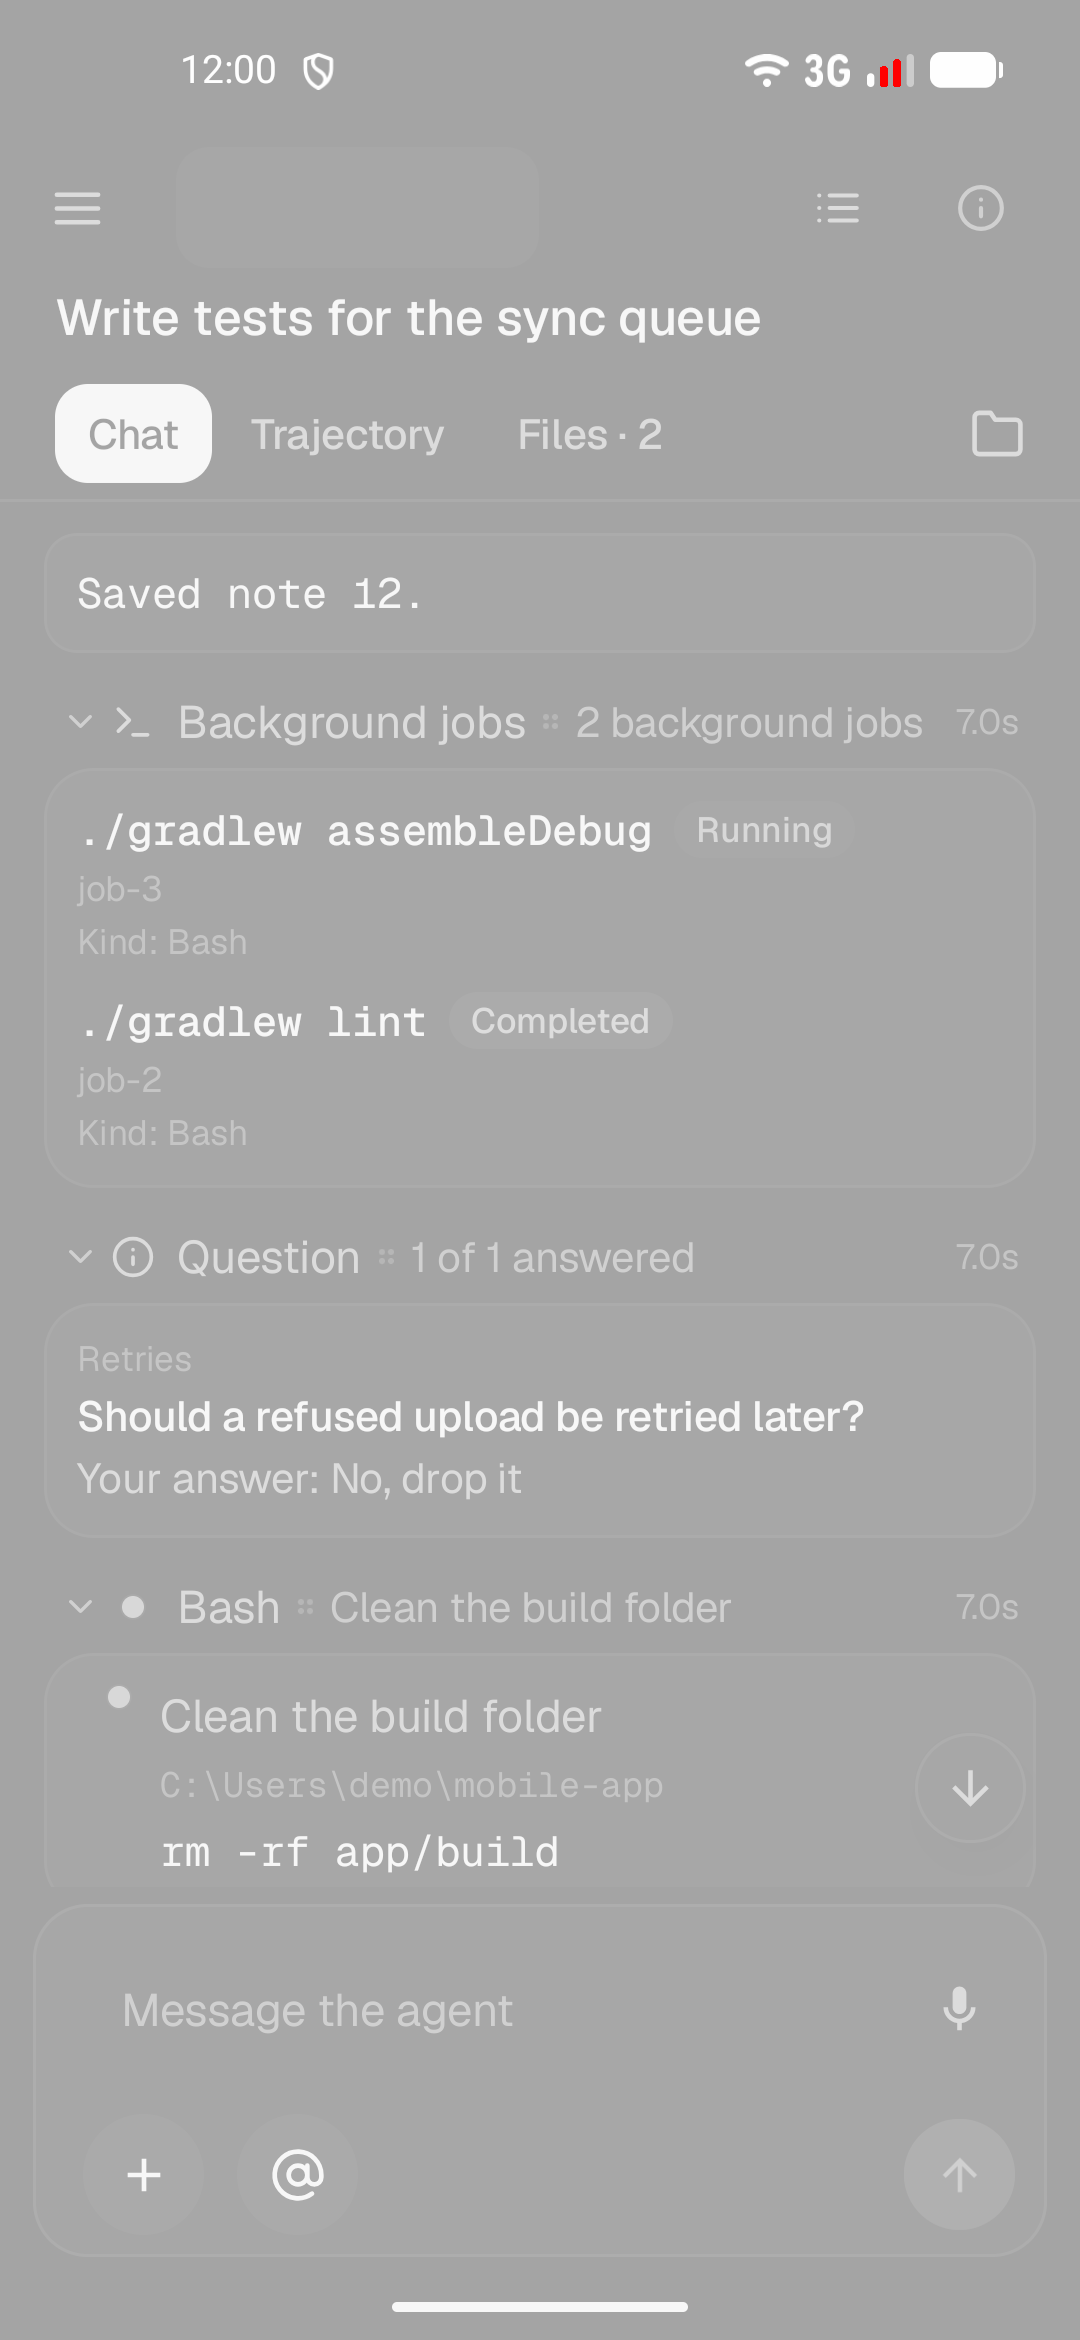 12:00
3G
Write tests for the sync queue
Chat
Trajectory
Files · 2
Saved note 12.
Background jobs
2 background jobs
7.0s
./gradlew assembleDebug
Running
job-3
Kind: Bash
./gradlew lint
Completed
job-2
Kind: Bash
Question
1 of 1 answered
7.0s
Retries
Should a refused upload be retried later?
Your answer: No, drop it
Bash
Clean the build folder
7.0s
Clean the build folder
C:\Users\demo\mobile-app
rm -rf app/build
Message the agent